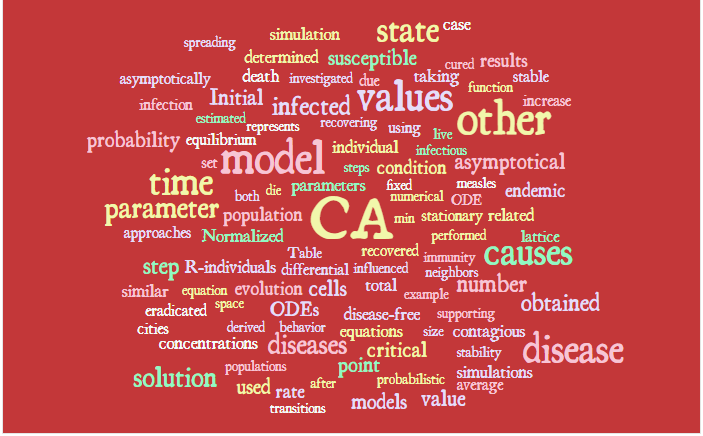 case
simulation state
spreading
determined susceptible cured results
asymptotically death investigated due taking stable
Initial infected values function
infection increase
estimated other
represents recovering using live
probability equilibrium individual infectious
set model steps condition asymptotical
time both die parameters fixed numerical measles endemic
ODE
parameter population CA min stationary related
approaches Normalized performed lattice
Table recovered immunity causes
step R-individuals differential influenced neighbors
similar equation evolution cells total example number
eradicated space ODEs disease-free supporting obtained
cities derived behavior equations size contagious
concentrations diseases critical stability disease
populations point
solution used rate after probabilistic simulations
average
transitions models value